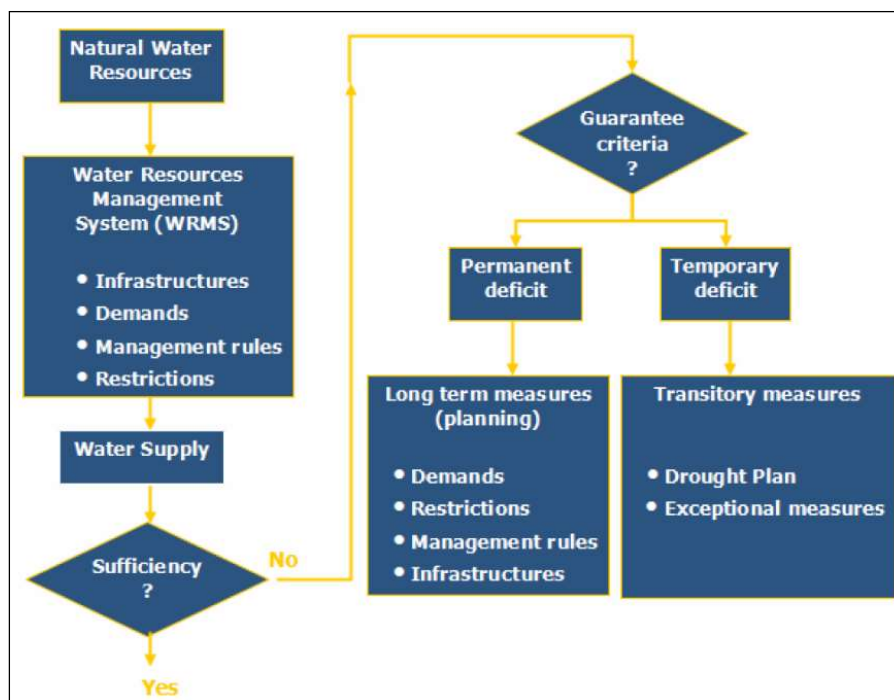 Natural Water
Resources
Water Resources
Management
System (WRMS)
• Infrastructures
• Demands
• Management rules
• Restrictions
Water Supply
Sufficiency
?
No
Yes
Guarantee
criteria
?
Permanent
deficit
Temporary
deficit
Long term measures
(planning)
• Demands
• Restrictions
• Management rules
• Infrastructures
Transitory measures
• Drought Plan
• Exceptional measures